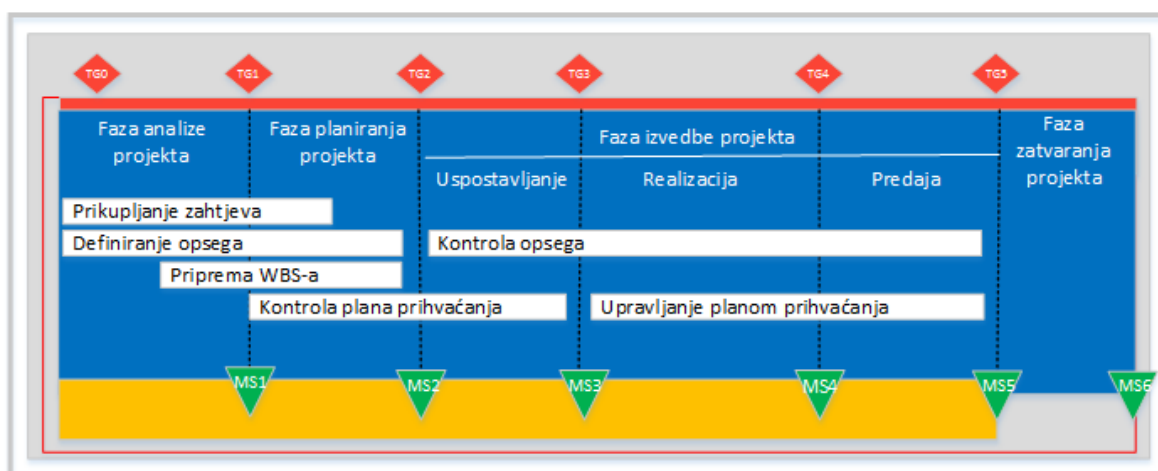 TG0 TG1 TG2 TG3 TG4 TG5
Faza analize
projekta
Faza planiranja
projekta
Faza izvedbe projekta
Uspostavljanje
Realizacija
Predaja
Faza
zatvaranja
projekta
Prikupljanje zahtjeva
Definiranje opsega
Kontrola opsega
Priprema WBS-a
Kontrola plana prihvaćanja
Upravljanje planom prihvaćanja
MS1 MS2 MS3 MS4 MS5 MS6